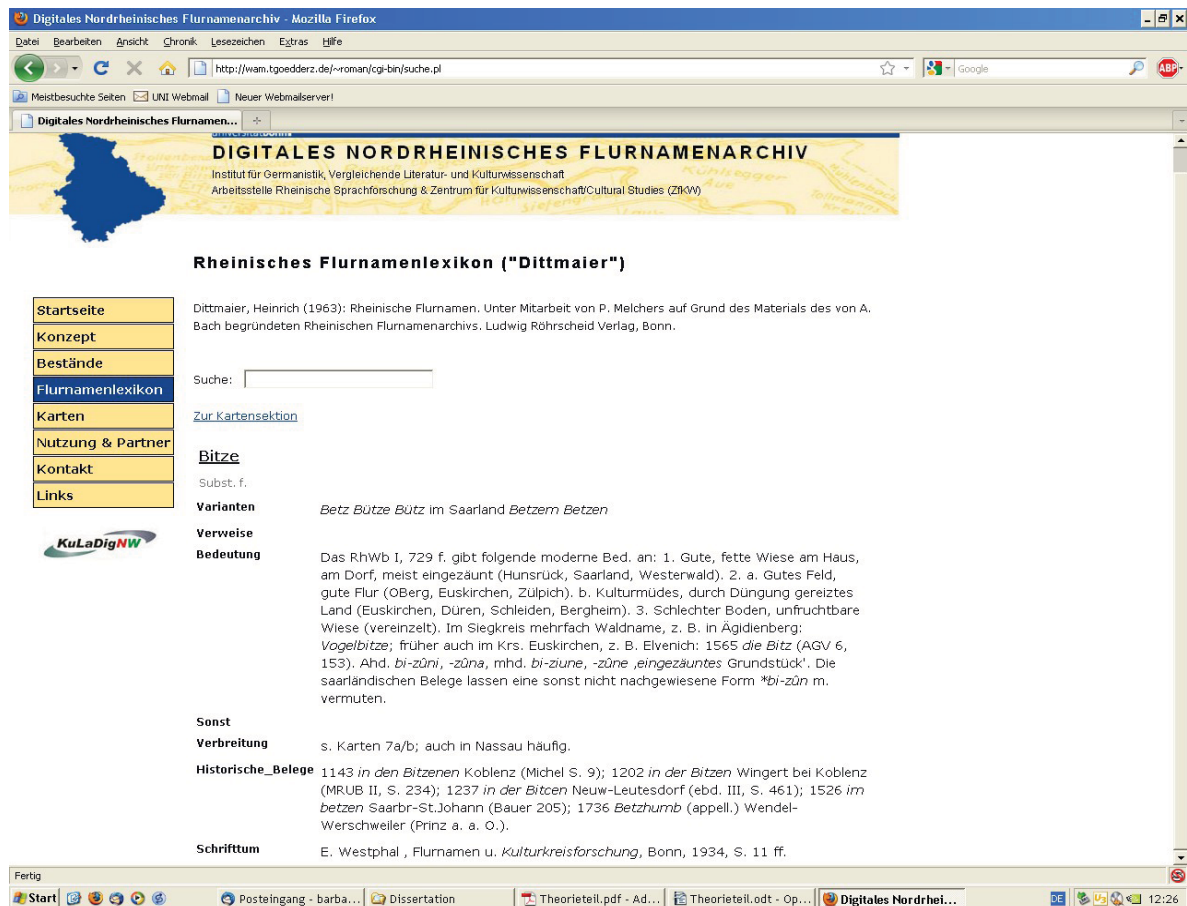 Digitales Nordrheinisches Flurnamenarchiv - Mozilla Firefox
Datei Bearbeiten Ansicht Chronik Lesezeichen Extras Hilfe
http://wam.tgoedderz.de/~roman/cgi-bin/suche.pl
Google
ABP
Meistbesuchte Seiten UNI Webmail Neuer Webmailserver!
Digitales Nordrheinisches Flurnamen...
DIGITALES NORDRHEINISCHES FLURNAMENARCHIV
Institut für Germanistik, Vergleichende Literatur- und Kulturwissenschaft
Arbeitsstelle Rheinische Sprachforschung & Zentrum für Kulturwissenschaft/Cultural Studies (ZfKW)
Rheinisches Flurnamenlexikon ("Dittmaier")
Startseite
Konzept
Bestände
Flurnamenlexikon
Karten
Nutzung & Partner
Kontakt
Links
KuLaDigNW
Dittmaier, Heinrich (1963): Rheinische Flurnamen. Unter Mitarbeit von P. Melchers auf Grund des Materials des von A.
Bach begründeten Rheinischen Flurnamenarchivs. Ludwig Röhrscheid Verlag, Bonn.
Suche:
Zur Kartensektion
Bitze
Subst. f.
Varianten Betz Bütze Bütz im Saarland Betzem Betzen
Verweise
Bedeutung Das RhWb I, 729 f. gibt folgende moderne Bed. an: 1. Gute, fette Wiese am Haus,
am Dorf, meist eingezäunt (Hunsrück, Saarland, Westerwald). 2. a. Gutes Feld,
gute Flur (OBerg, Euskirchen, Zülpich). b. Kulturmüdes, durch Düngung gereiztes
Land (Euskirchen, Düren, Schleiden, Bergheim). 3. Schlechter Boden, unfruchtbare
Wiese (vereinzelt). Im Siegkreis mehrfach Waldname, z. B. in Ägidienberg:
Vogelbitze; früher auch im Krs. Euskirchen, z. B. Elvenich: 1565 die Bitz (AGV 6,
153). Ahd. bi-zûni, -zûna, mhd. bi-ziune, -zûne ‚eingezäuntes Grundstück'. Die
saarländischen Belege lassen eine sonst nicht nachgewiesene Form *bi-zûn m.
vermuten.
Sonst
Verbreitung s. Karten 7a/b; auch in Nassau häufig.
Historische_Belege 1143 in den Bitzenen Koblenz (Michel S. 9); 1202 in der Bitzen Wingert bei Koblenz
(MRUB II, S. 234); 1237 in der Bitcen Neuw-Leutesdorf (ebd. III, S. 461); 1526 im
betzen Saarbr-St.Johann (Bauer 205); 1736 Betzhumb (appell.) Wendel-
Werschweiler (Prinz a. a. O.).
Schrifttum E. Westphal , Flurnamen u. Kulturkreisforschung, Bonn, 1934, S. 11 ff.
Fertig
Start Posteingang - barba... Dissertation Theorieteil.pdf - Ad... Theorieteil.odt - Op... Digitales Nordrhei... DE 12:26